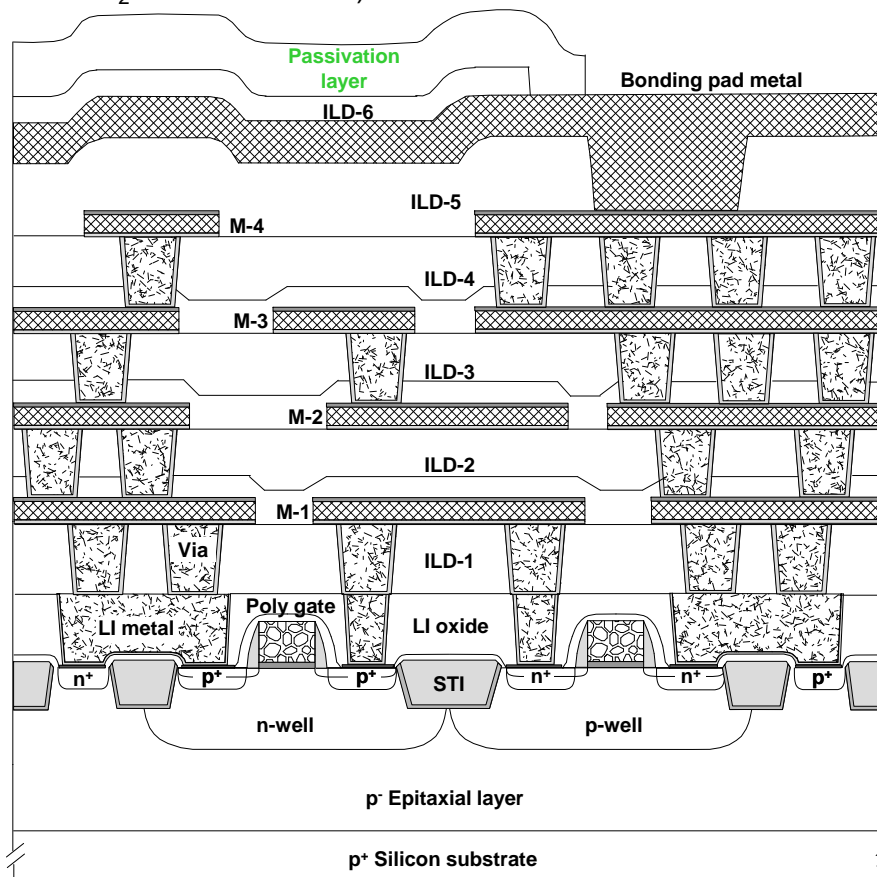 2
Passivation
layer
Bonding pad metal
ILD-6
ILD-5
M-4
ILD-4
M-3
ILD-3
M-2
ILD-2
M-1
Via
ILD-1
Poly gate
LI metal
LI oxide
n⁺ p⁺ p⁺ STI n⁺ n⁺ p⁺
n-well p-well
p⁻ Epitaxial layer
p⁺ Silicon substrate